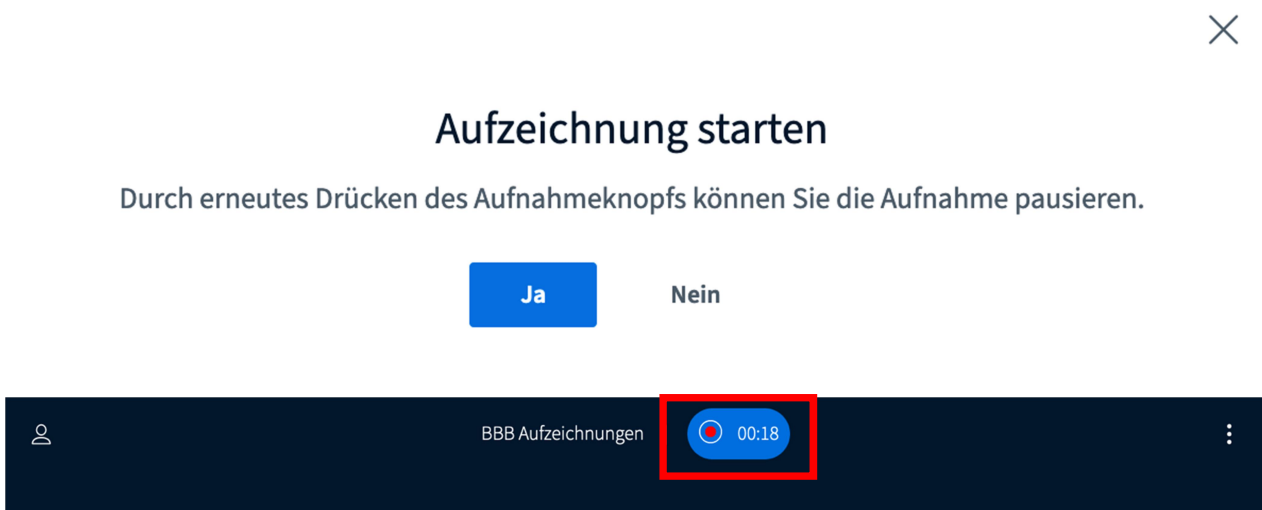 Aufzeichnung starten
Durch erneutes Drücken des Aufnahmeknopfs können Sie die Aufnahme pausieren.
Ja Nein
BBB Aufzeichnungen 00:18